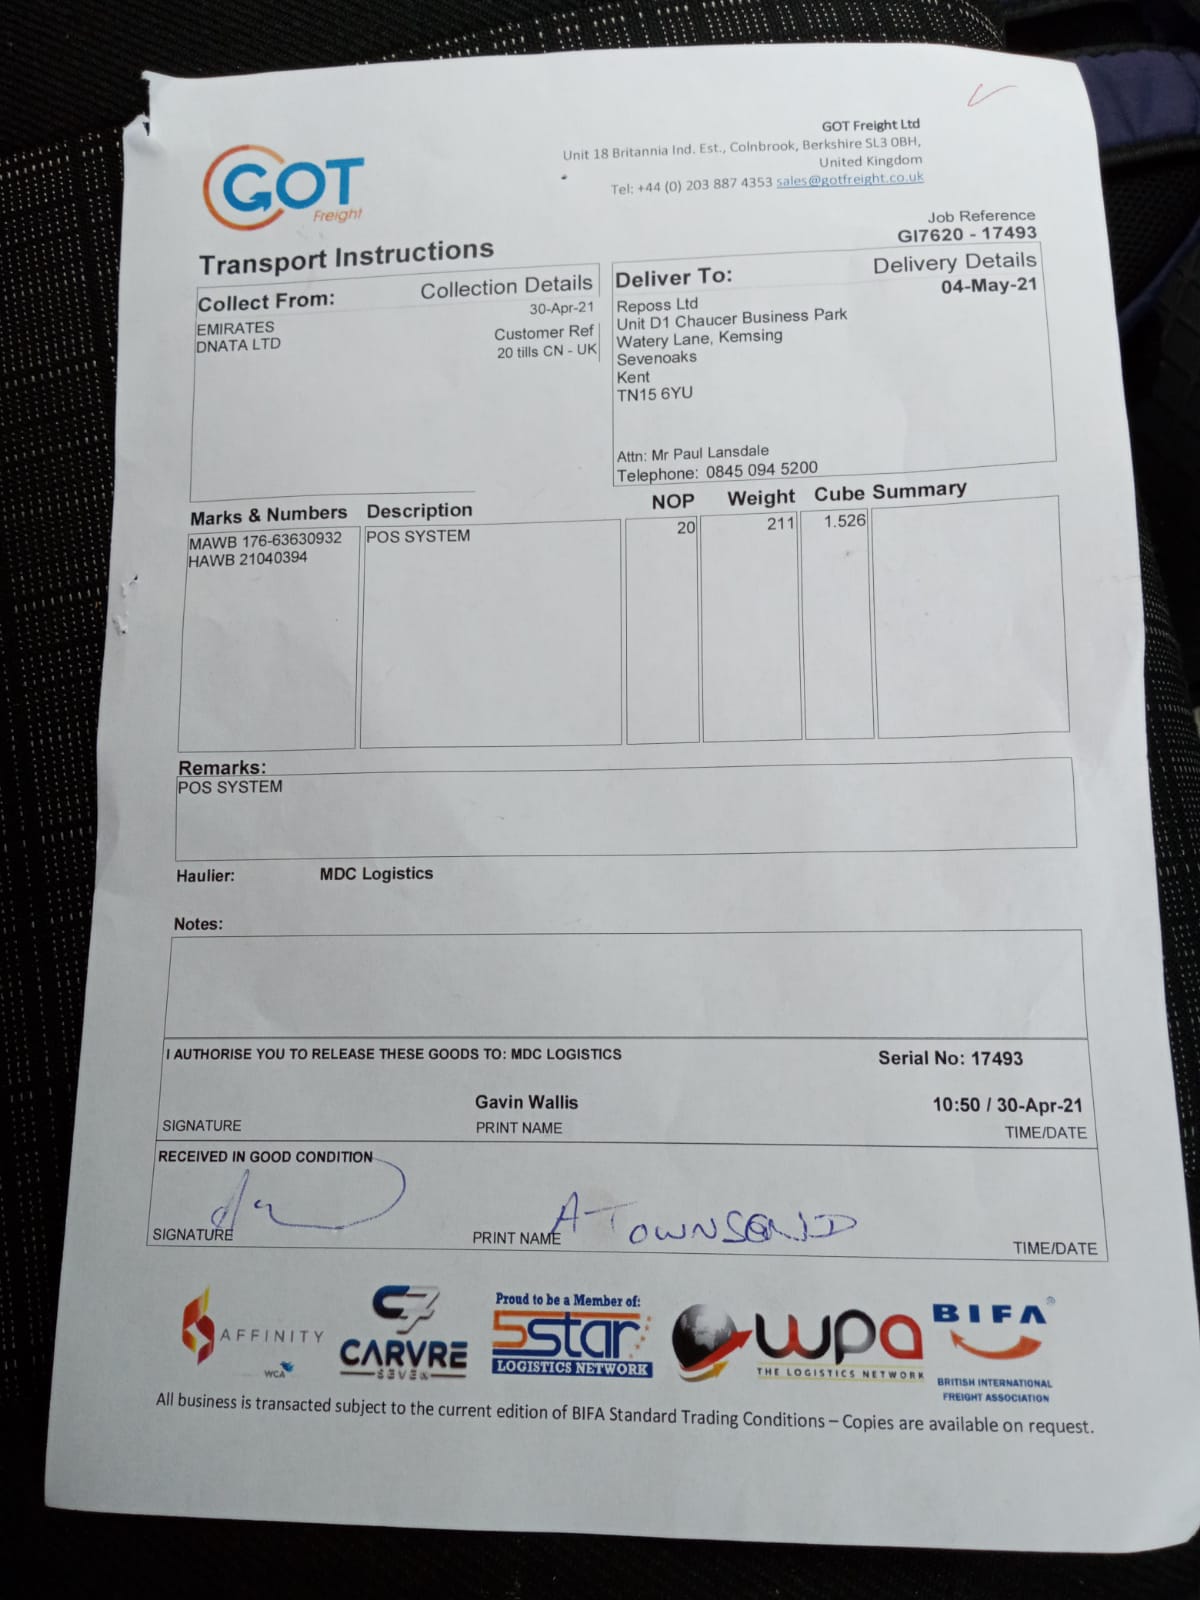 GOT
Freight
GOT Freight Ltd
Unit 18 Britannia Ind. Est., Colnbrook, Berkshire SL3 0BH,
United Kingdom
Tel: +44 (0) 203 887 4353 sales@gotfreight.co.uk
Job Reference
GI7620 - 17493
Transport Instructions
Collect From: Collection Details
30-Apr-21
EMIRATES
DNATA LTD
Customer Ref
20 tills CN - UK
Deliver To: Delivery Details
04-May-21
Reposs Ltd
Unit D1 Chaucer Business Park
Watery Lane, Kemsing
Sevenoaks
Kent
TN15 6YU
Attn: Mr Paul Lansdale
Telephone: 0845 094 5200
Marks & Numbers Description NOP Weight Cube Summary
MAWB 176-63630932 POS SYSTEM 20 211 1.526
HAWB 21040394
Remarks:
POS SYSTEM
Haulier: MDC Logistics
Notes:
I AUTHORISE YOU TO RELEASE THESE GOODS TO: MDC LOGISTICS Serial No: 17493
Gavin Wallis 10:50 / 30-Apr-21
SIGNATURE PRINT NAME TIME/DATE
RECEIVED IN GOOD CONDITION
A-TOWNSEND
SIGNATURE PRINT NAME TIME/DATE
AFFINITY
WCA
CARVRE
SEVEN
Proud to be a Member of:
5star
LOGISTICS NETWORK
wpa
THE LOGISTICS NETWORK
BIFA®
BRITISH INTERNATIONAL
FREIGHT ASSOCIATION
All business is transacted subject to the current edition of BIFA Standard Trading Conditions – Copies are available on request.